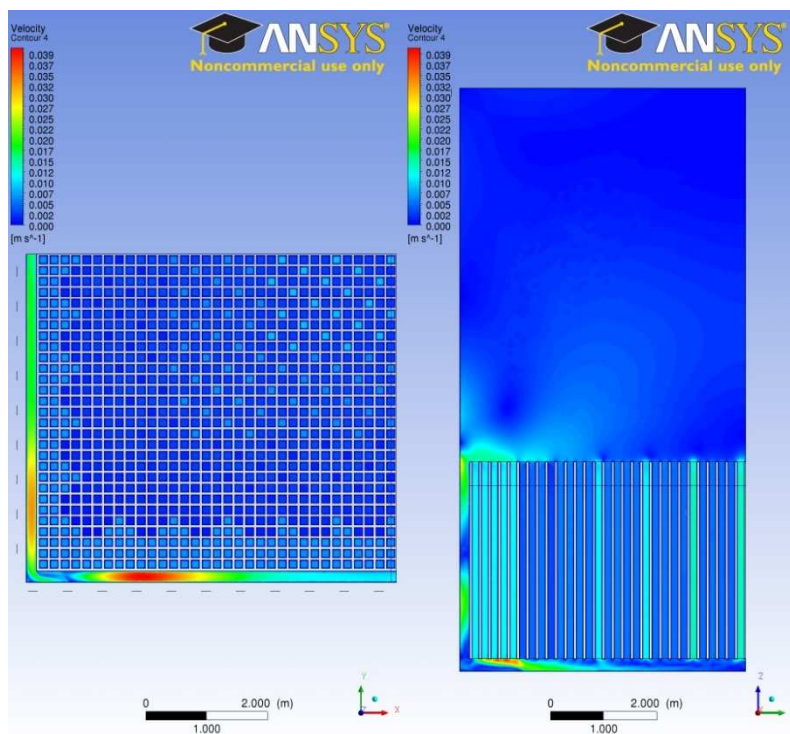 Velocity
Contour 4
0.039
0.037
0.035
0.032
0.030
0.027
0.025
0.022
0.020
0.017
0.015
0.012
0.010
0.007
0.005
0.002
0.000
[m s^-1]
ANSYS
Noncommercial use only
0 2.000 (m)
1.000
Y
X
Velocity
Contour 4
0.039
0.037
0.035
0.032
0.030
0.027
0.025
0.022
0.020
0.017
0.015
0.012
0.010
0.007
0.005
0.002
0.000
[m s^-1]
ANSYS
Noncommercial use only
0 2.000 (m)
1.000
Z
X